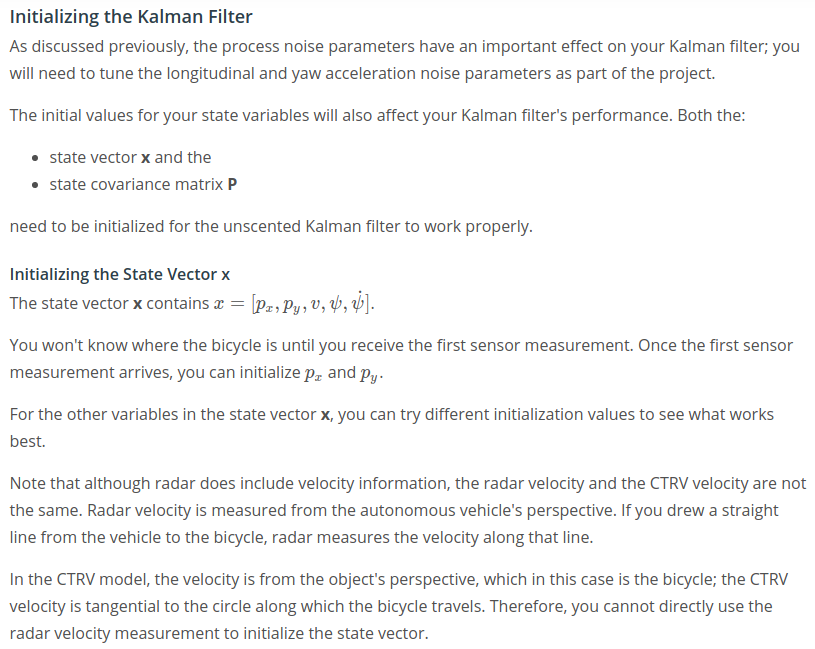 Initializing the Kalman Filter
As discussed previously, the process noise parameters have an important effect on your Kalman filter; you
will need to tune the longitudinal and yaw acceleration noise parameters as part of the project.
The initial values for your state variables will also affect your Kalman filter's performance. Both the:
• state vector x and the
• state covariance matrix P
need to be initialized for the unscented Kalman filter to work properly.
Initializing the State Vector x
The state vector x contains x = [pₓ, p_y, v, ψ, ψ̇].
You won't know where the bicycle is until you receive the first sensor measurement. Once the first sensor
measurement arrives, you can initialize pₓ and p_y.
For the other variables in the state vector x, you can try different initialization values to see what works
best.
Note that although radar does include velocity information, the radar velocity and the CTRV velocity are not
the same. Radar velocity is measured from the autonomous vehicle's perspective. If you drew a straight
line from the vehicle to the bicycle, radar measures the velocity along that line.
In the CTRV model, the velocity is from the object's perspective, which in this case is the bicycle; the CTRV
velocity is tangential to the circle along which the bicycle travels. Therefore, you cannot directly use the
radar velocity measurement to initialize the state vector.